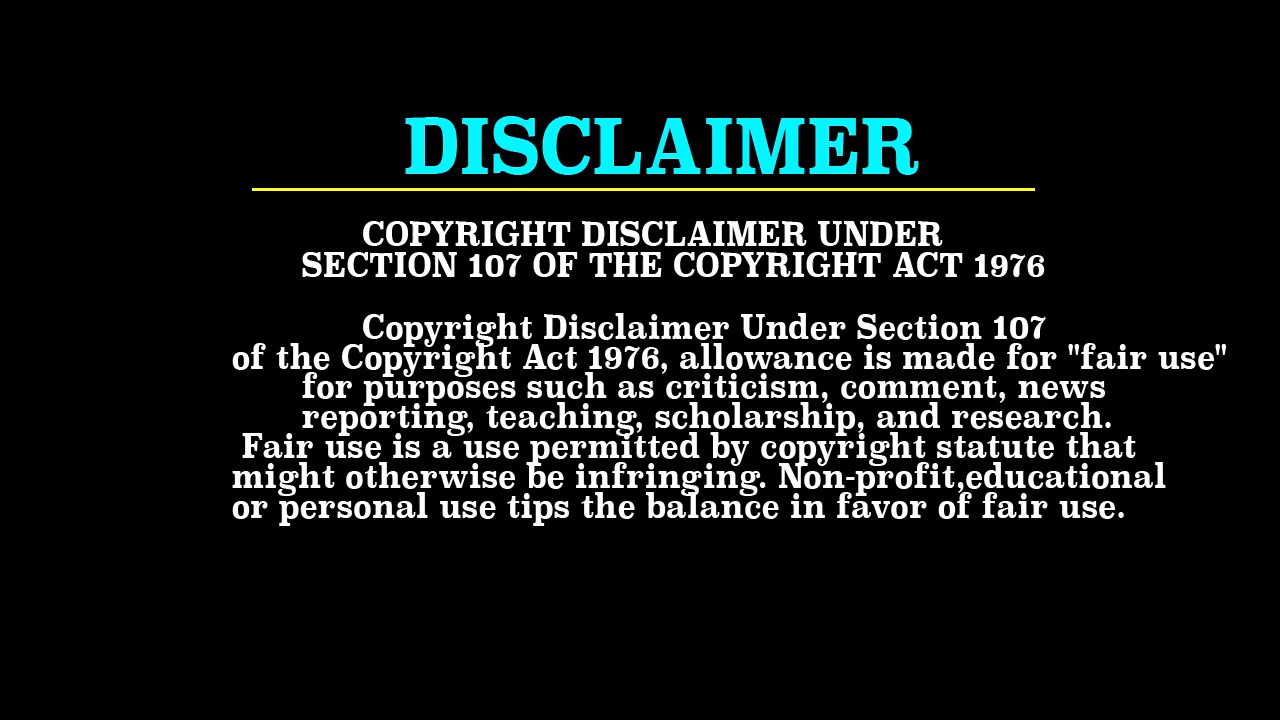 DISCLAIMER
COPYRIGHT DISCLAIMER UNDER
SECTION 107 OF THE COPYRIGHT ACT 1976
Copyright Disclaimer Under Section 107
of the Copyright Act 1976, allowance is made for "fair use"
for purposes such as criticism, comment, news
reporting, teaching, scholarship, and research.
Fair use is a use permitted by copyright statute that
might otherwise be infringing. Non-profit,educational
or personal use tips the balance in favor of fair use.